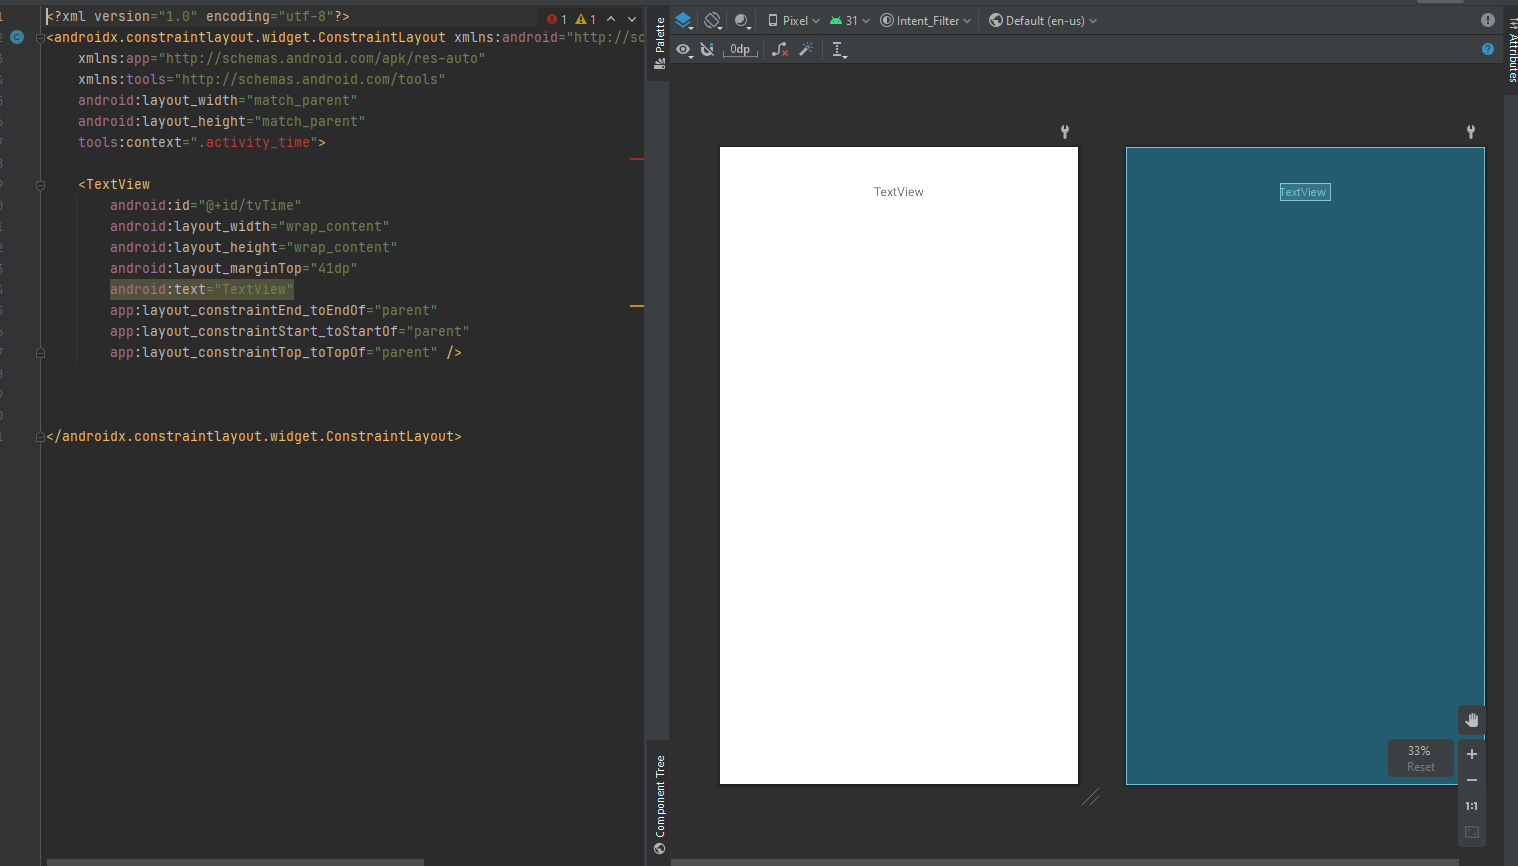 <?xml version="1.0" encoding="utf-8"?>
1 1
<androidx.constraintlayout.widget.ConstraintLayout xmlns:android="http://sc
xmlns:app="http://schemas.android.com/apk/res-auto"
xmlns:tools="http://schemas.android.com/tools"
android:layout_width="match_parent"
android:layout_height="match_parent"
tools:context=".activity_time">
<TextView
android:id="@+id/tvTime"
android:layout_width="wrap_content"
android:layout_height="wrap_content"
android:layout_marginTop="41dp"
android:text="TextView"
app:layout_constraintEnd_toEndOf="parent"
app:layout_constraintStart_toStartOf="parent"
app:layout_constraintTop_toTopOf="parent" />
</androidx.constraintlayout.widget.ConstraintLayout>
Palette
Component Tree
Pixel 31 Intent_Filter Default (en-us)
0dp
TextView
TextView
33%
Reset
1:1
Attributes